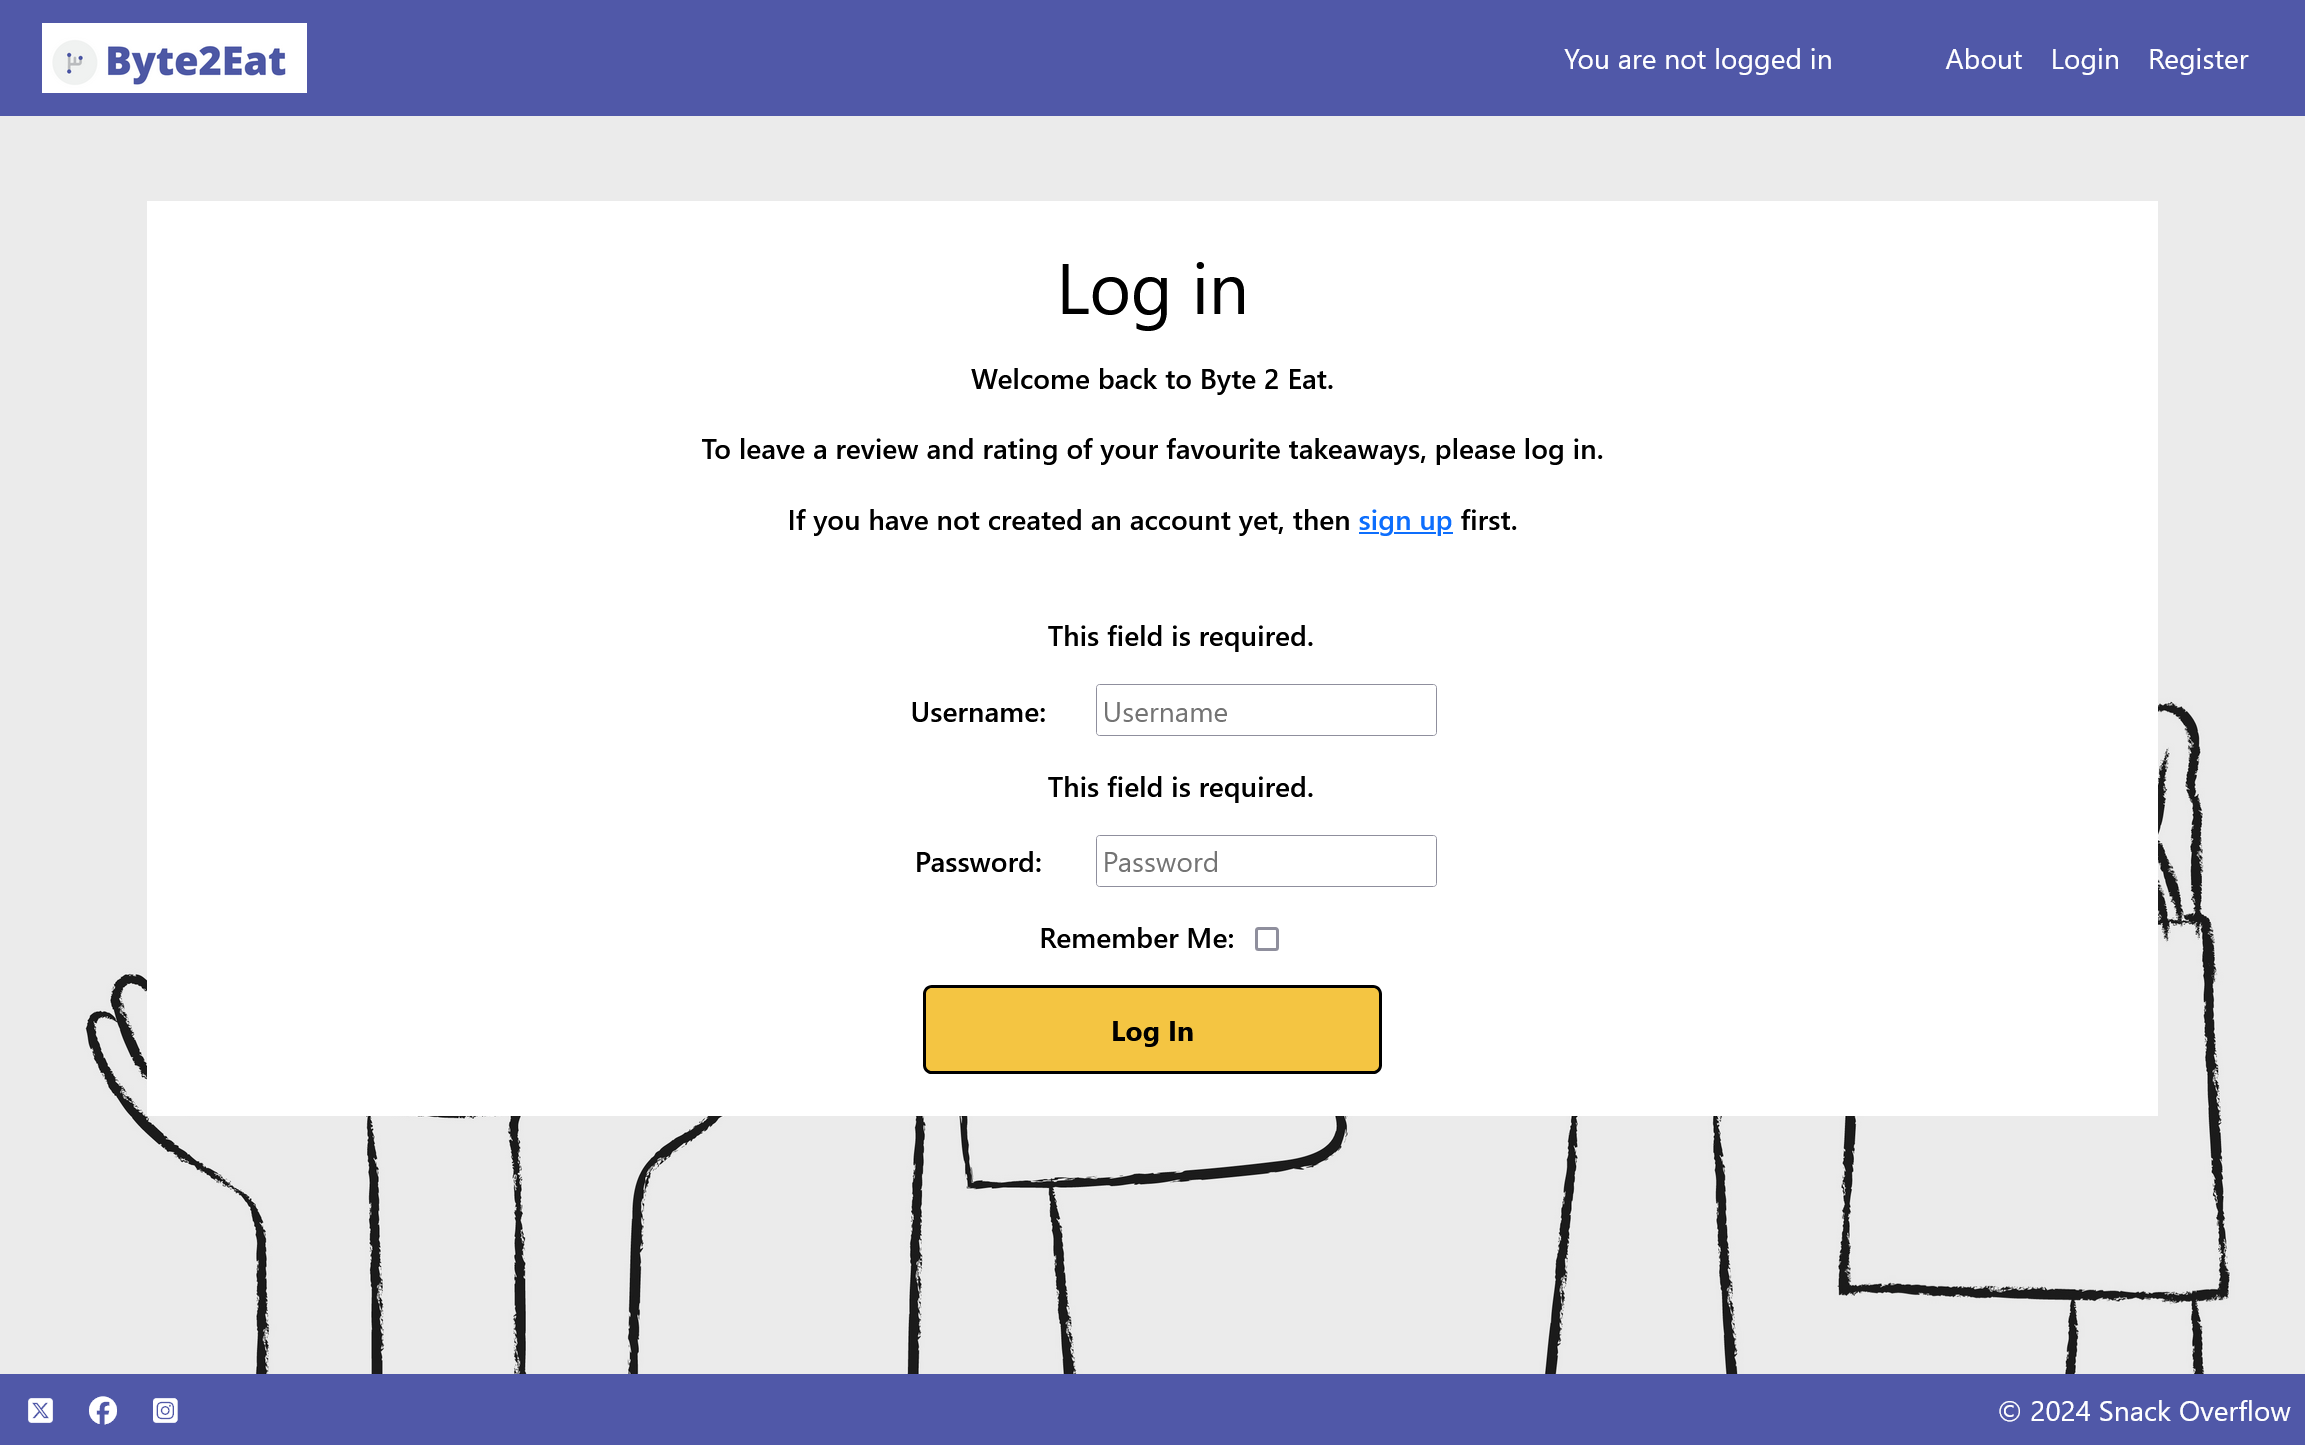 Byte2Eat
You are not logged in About Login Register
Log in
Welcome back to Byte 2 Eat.
To leave a review and rating of your favourite takeaways, please log in.
If you have not created an account yet, then sign up first.
This field is required.
Username: Username
This field is required.
Password: Password
Remember Me:
Log In
© 2024 Snack Overflow